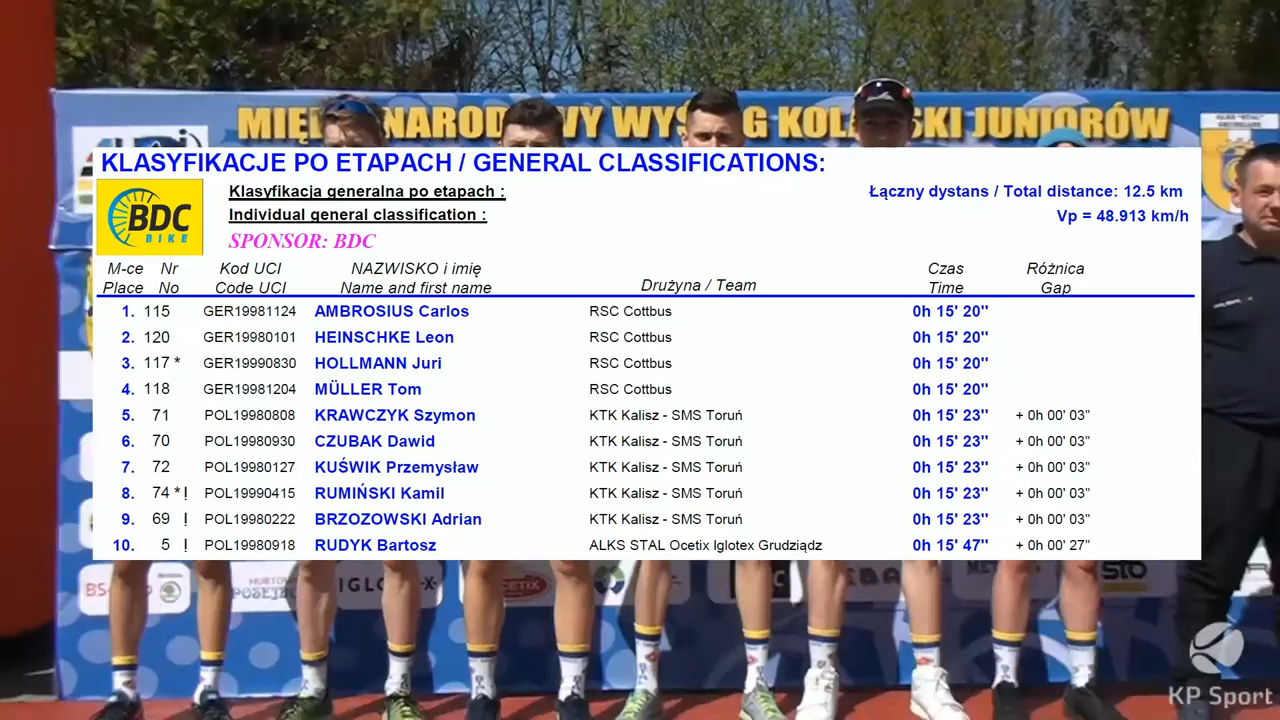 MIĘDZYNARODOWY WYŚCIG KOLARSKI JUNIORÓW
KLASYFIKACJE PO ETAPACH / GENERAL CLASSIFICATIONS:
BDC
BIKE
Klasyfikacja generalna po etapach :
Individual general classification :
SPONSOR: BDC
Łączny dystans / Total distance: 12.5 km
Vp = 48.913 km/h
M-ce Nr Kod UCI NAZWISKO i imię Drużyna / Team Czas Różnica
Place No Code UCI Name and first name Time Gap
1. 115 GER19981124 AMBROSIUS Carlos RSC Cottbus 0h 15' 20''
2. 120 GER19980101 HEINSCHKE Leon RSC Cottbus 0h 15' 20''
3. 117 * GER19990830 HOLLMANN Juri RSC Cottbus 0h 15' 20''
4. 118 GER19981204 MÜLLER Tom RSC Cottbus 0h 15' 20''
5. 71 POL19980808 KRAWCZYK Szymon KTK Kalisz - SMS Toruń 0h 15' 23'' + 0h 00' 03"
6. 70 POL19980930 CZUBAK Dawid KTK Kalisz - SMS Toruń 0h 15' 23'' + 0h 00' 03"
7. 72 POL19980127 KUŚWIK Przemysław KTK Kalisz - SMS Toruń 0h 15' 23'' + 0h 00' 03"
8. 74 * ! POL19990415 RUMIŃSKI Kamil KTK Kalisz - SMS Toruń 0h 15' 23'' + 0h 00' 03"
9. 69 ! POL19980222 BRZOZOWSKI Adrian KTK Kalisz - SMS Toruń 0h 15' 23'' + 0h 00' 03"
10. 5 ! POL19980918 RUDYK Bartosz ALKS STAL Ocetix Iglotex Grudziądz 0h 15' 47'' + 0h 00' 27"
KP Sport